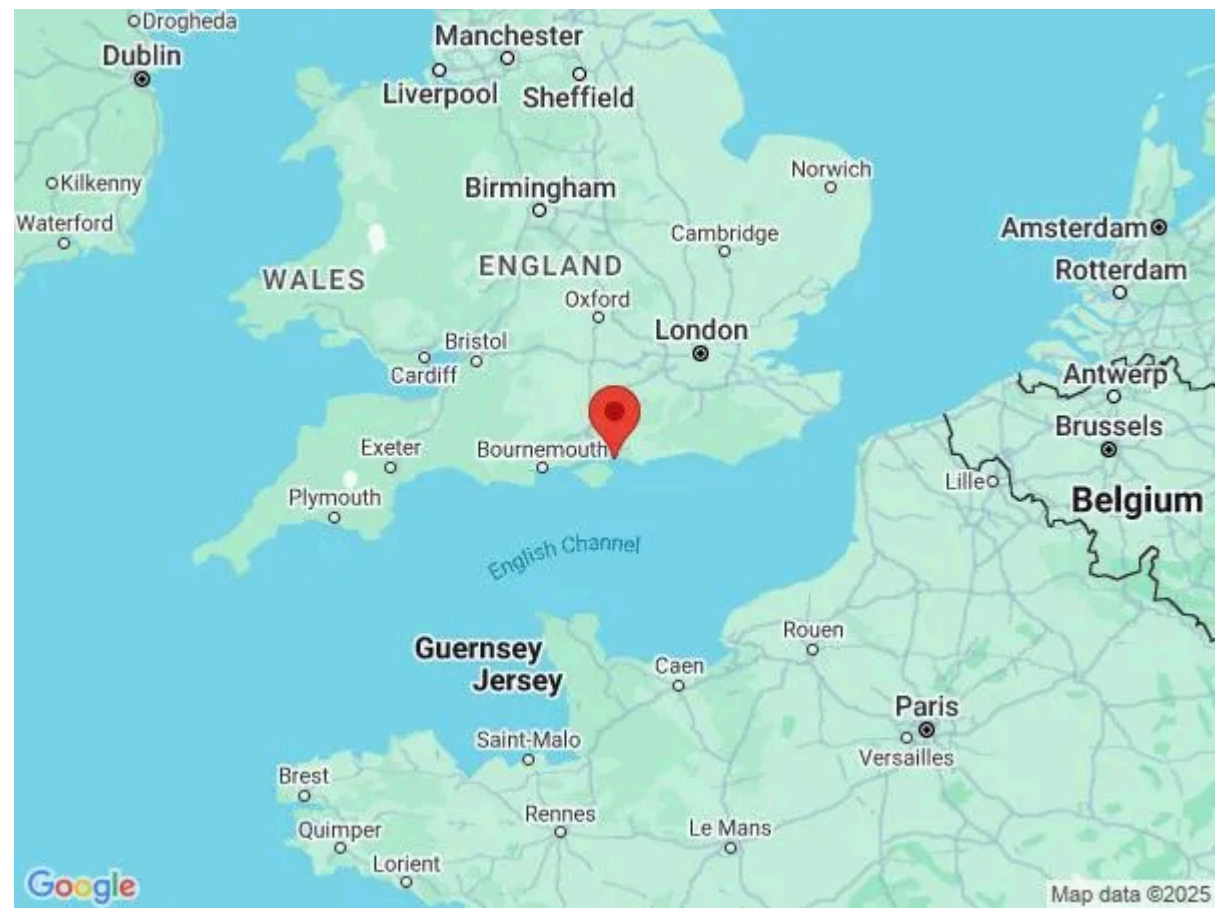 Drogheda
Dublin
Manchester
Liverpool
Sheffield
Kilkenny
Norwich
Birmingham
Waterford
Cambridge
Amsterdam
WALES
ENGLAND
Rotterdam
Oxford
London
Bristol
Cardiff
Antwerp
Brussels
Exeter
Bournemouth
Lille
Plymouth
Belgium
English Channel
Rouen
Guernsey
Jersey
Caen
Paris
Saint-Malo
Versailles
Brest
Rennes
Le Mans
Quimper
Lorient
Google
Map data ©2025